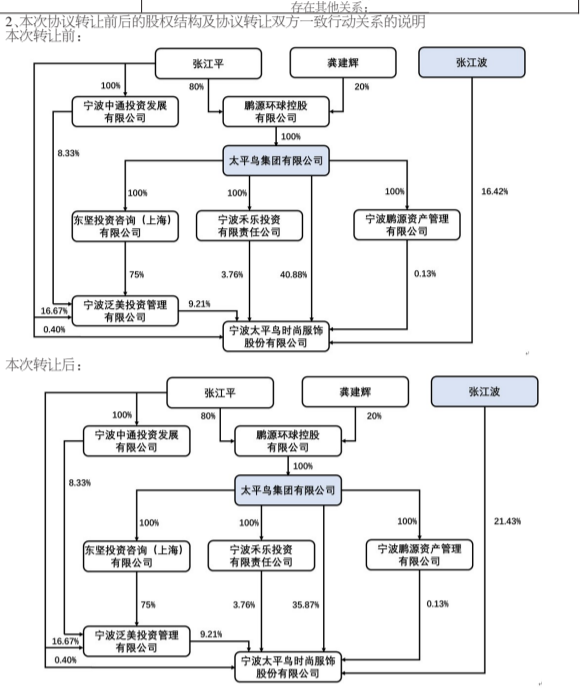 存在其他关系：
2、本次协议转让前后的股权结构及协议转让双方一致行动关系的说明
本次转让前：
张江平
龚建辉
张江波
100%
80%
20%
宁波中通投资发展
有限公司
鹏源环球控股
有限公司
100%
8.33%
太平鸟集团有限公司
100%
100%
100%
16.42%
东坚投资咨询（上海）
有限公司
宁波禾乐投资
有限责任公司
宁波鹏源资产管理
有限公司
75%
3.76%
40.88%
0.13%
宁波泛美投资管理
有限公司
9.21%
16.67%
0.40%
宁波太平鸟时尚服饰
股份有限公司
本次转让后：
张江平
龚建辉
张江波
100%
80%
20%
宁波中通投资发展
有限公司
鹏源环球控股
有限公司
100%
8.33%
太平鸟集团有限公司
100%
100%
100%
21.43%
东坚投资咨询（上海）
有限公司
宁波禾乐投资
有限责任公司
宁波鹏源资产管理
有限公司
75%
3.76%
35.87%
0.13%
宁波泛美投资管理
有限公司
9.21%
16.67%
0.40%
宁波太平鸟时尚服饰
股份有限公司